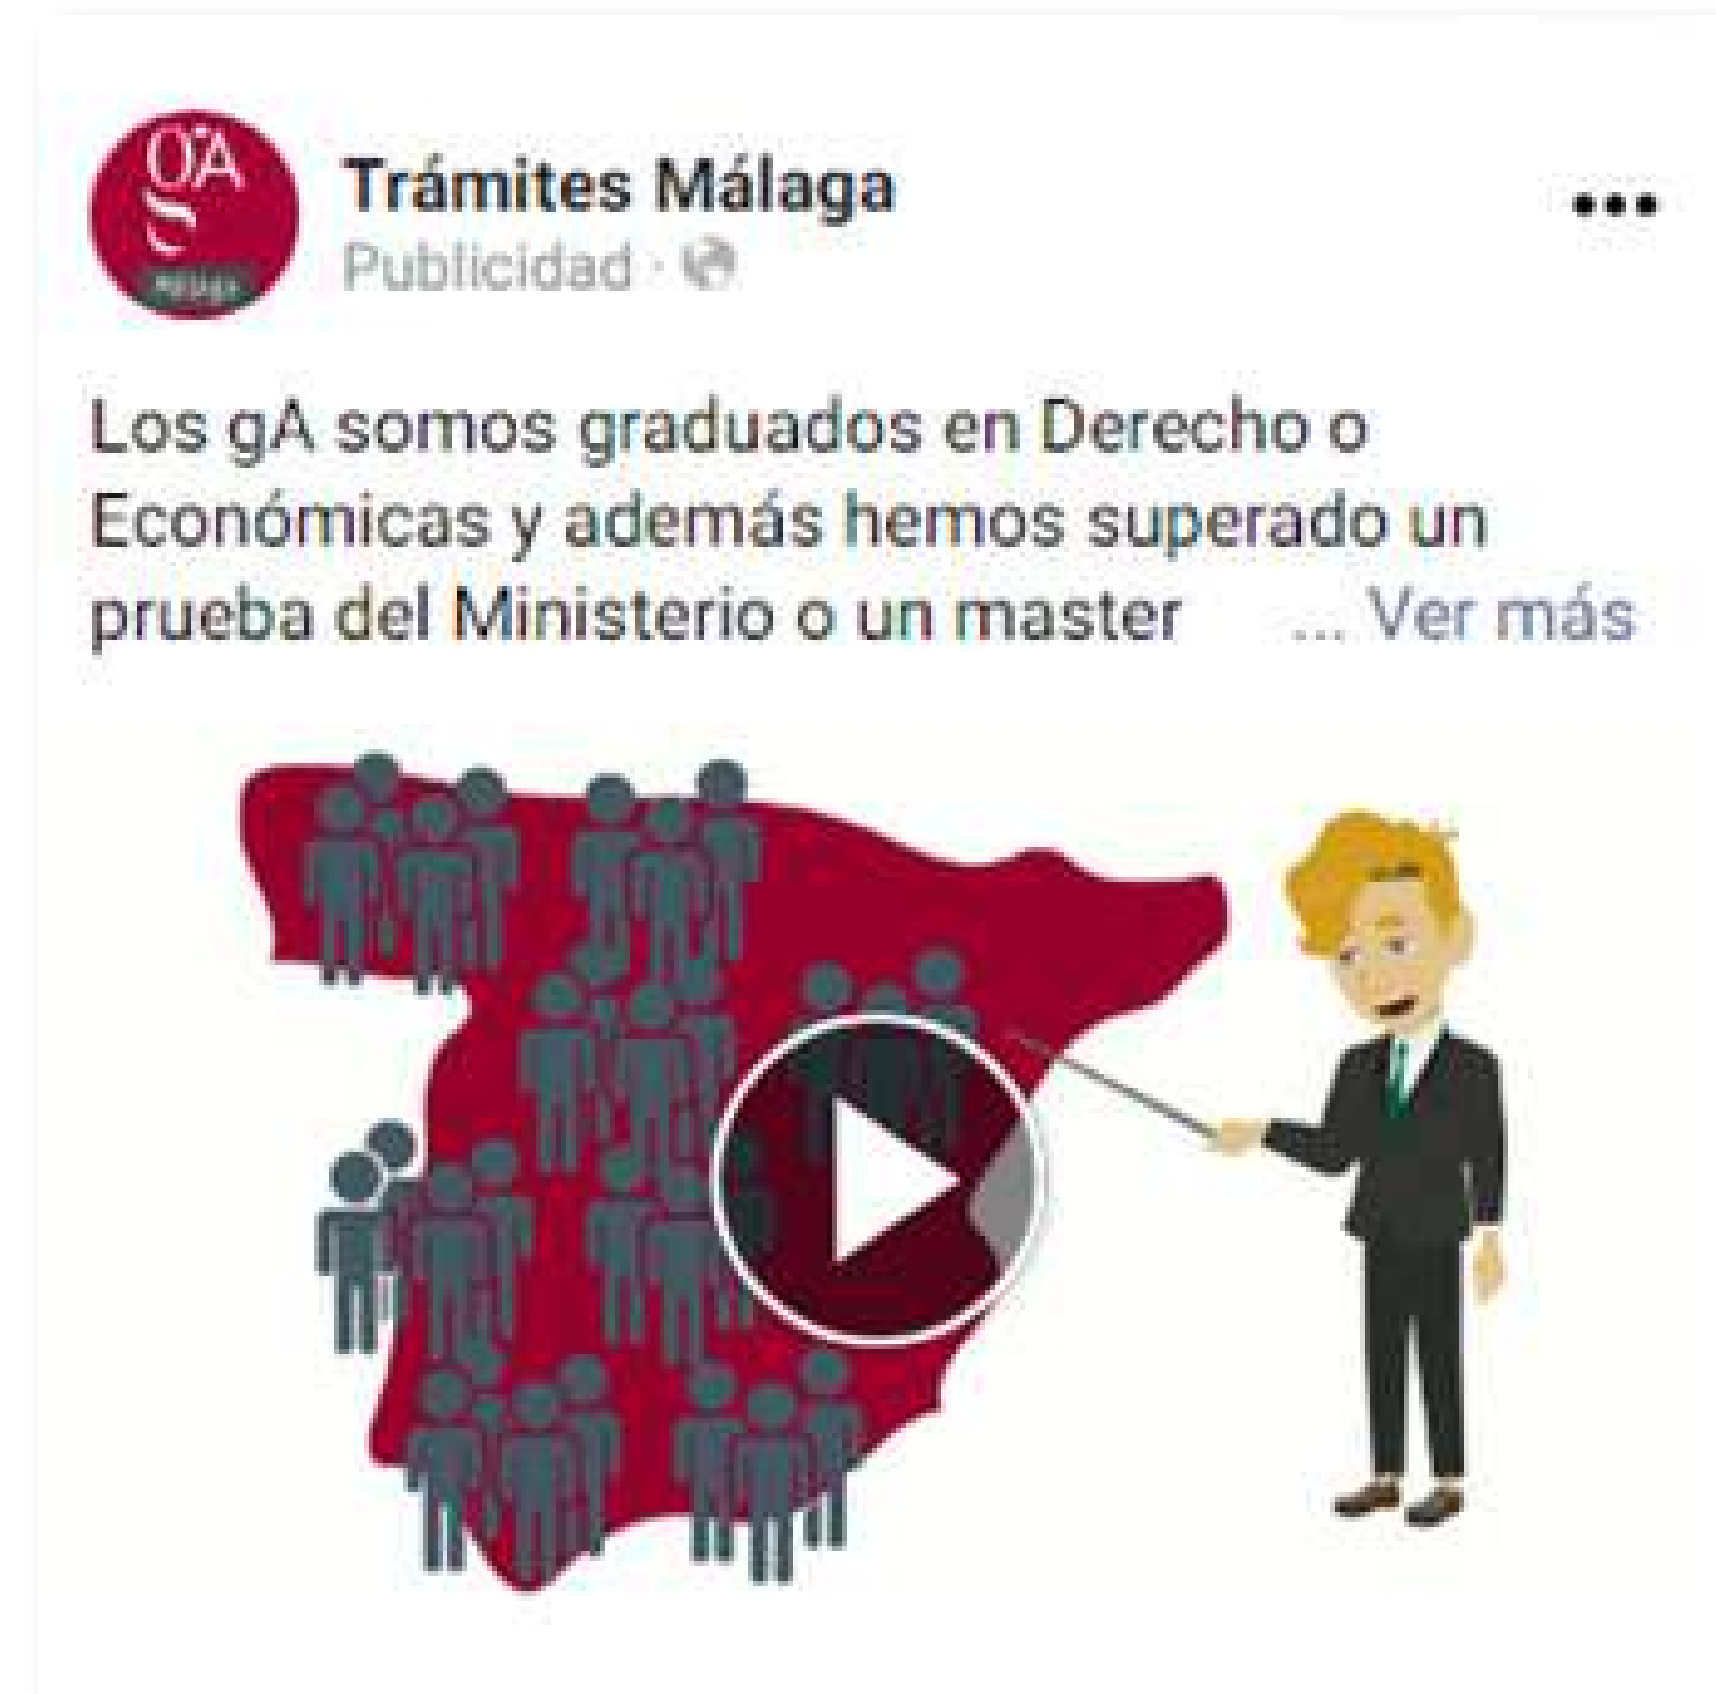 gA
Trámites Málaga
Publicidad ·
Los gA somos graduados en Derecho o
Económicas y además hemos superado un
prueba del Ministerio o un master
... Ver más